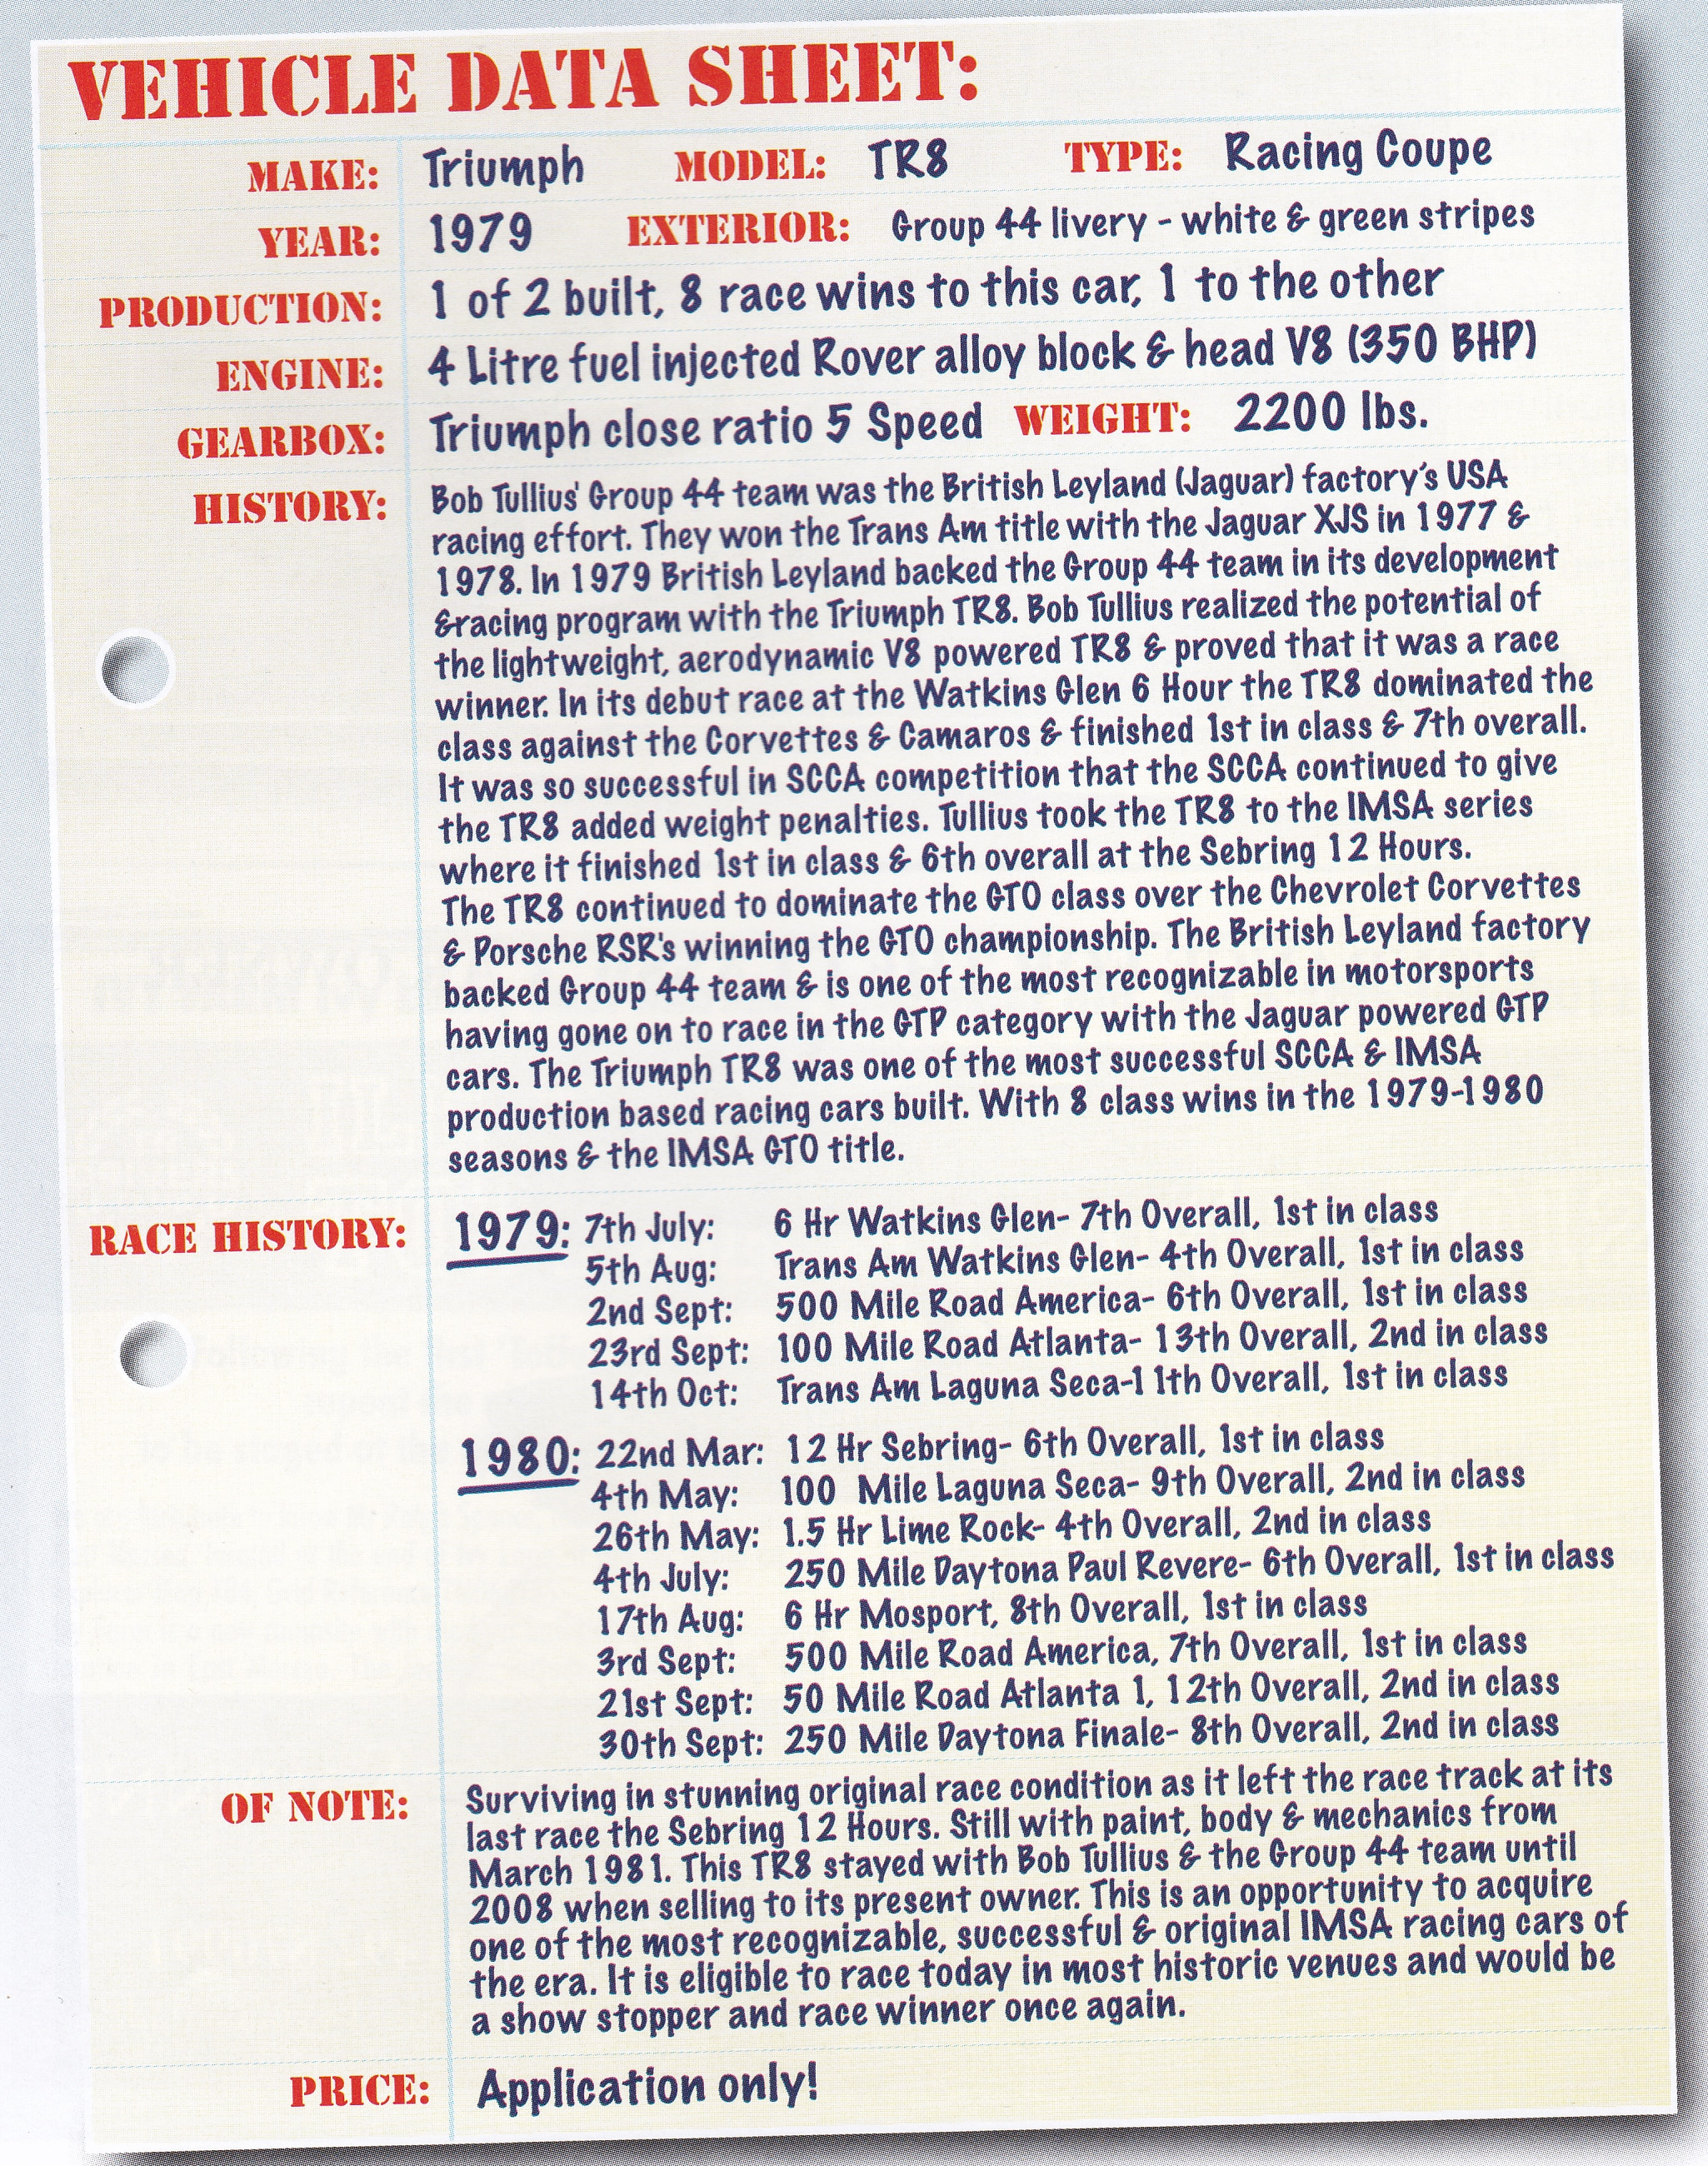 VEHICLE DATA SHEET:
MAKE: Triumph MODEL: TR8 TYPE: Racing Coupe
YEAR: 1979 EXTERIOR: Group 44 livery - white & green stripes
PRODUCTION: 1 of 2 built, 8 race wins to this car, 1 to the other
ENGINE: 4 Litre fuel injected Rover alloy block & head V8 (350 BHP)
GEARBOX: Triumph close ratio 5 Speed WEIGHT: 2200 lbs.
HISTORY: Bob Tullius' Group 44 team was the British Leyland (Jaguar) factory's USA
racing effort. They won the Trans Am title with the Jaguar XJS in 1977 &
1978. In 1979 British Leyland backed the Group 44 team in its development
&racing program with the Triumph TR8. Bob Tullius realized the potential of
the lightweight, aerodynamic V8 powered TR8 & proved that it was a race
winner. In its debut race at the Watkins Glen 6 Hour the TR8 dominated the
class against the Corvettes & Camaros & finished 1st in class & 7th overall.
It was so successful in SCCA competition that the SCCA continued to give
the TR8 added weight penalties. Tullius took the TR8 to the IMSA series
where it finished 1st in class & 6th overall at the Sebring 12 Hours.
The TR8 continued to dominate the GTO class over the Chevrolet Corvettes
& Porsche RSR's winning the GTO championship. The British Leyland factory
backed Group 44 team & is one of the most recognizable in motorsports
having gone on to race in the GTP category with the Jaguar powered GTP
cars. The Triumph TR8 was one of the most successful SCCA & IMSA
production based racing cars built. With 8 class wins in the 1979-1980
seasons & the IMSA GTO title.
RACE HISTORY: 1979: 7th July: 6 Hr Watkins Glen- 7th Overall, 1st in class
5th Aug: Trans Am Watkins Glen- 4th Overall, 1st in class
2nd Sept: 500 Mile Road America- 6th Overall, 1st in class
23rd Sept: 100 Mile Road Atlanta- 13th Overall, 2nd in class
14th Oct: Trans Am Laguna Seca-11th Overall, 1st in class
1980: 22nd Mar: 12 Hr Sebring- 6th Overall, 1st in class
4th May: 100 Mile Laguna Seca- 9th Overall, 2nd in class
26th May: 1.5 Hr Lime Rock- 4th Overall, 2nd in class
4th July: 250 Mile Daytona Paul Revere- 6th Overall, 1st in class
17th Aug: 6 Hr Mosport, 8th Overall, 1st in class
3rd Sept: 500 Mile Road America, 7th Overall, 1st in class
21st Sept: 50 Mile Road Atlanta 1, 12th Overall, 2nd in class
30th Sept: 250 Mile Daytona Finale- 8th Overall, 2nd in class
OF NOTE: Surviving in stunning original race condition as it left the race track at its
last race the Sebring 12 Hours. Still with paint, body & mechanics from
March 1981. This TR8 stayed with Bob Tullius & the Group 44 team until
2008 when selling to its present owner. This is an opportunity to acquire
one of the most recognizable, successful & original IMSA racing cars of
the era. It is eligible to race today in most historic venues and would be
a show stopper and race winner once again.
PRICE: Application only!